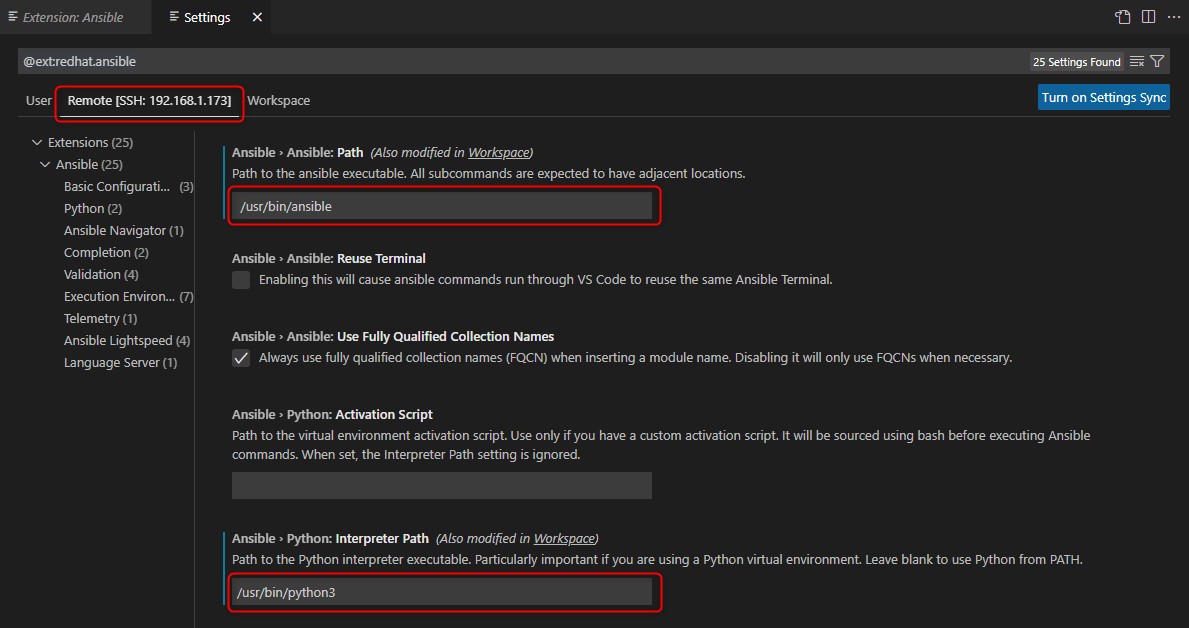 Extension: Ansible
Settings
@ext:redhat.ansible
25 Settings Found
User
Remote [SSH: 192.168.1.173]
Workspace
Turn on Settings Sync
Extensions (25)
Ansible (25)
Basic Configurati... (3)
Python (2)
Ansible Navigator (1)
Completion (2)
Validation (4)
Execution Environ... (7)
Telemetry (1)
Ansible Lightspeed (4)
Language Server (1)
Ansible › Ansible: Path (Also modified in Workspace)
Path to the ansible executable. All subcommands are expected to have adjacent locations.
/usr/bin/ansible
Ansible › Ansible: Reuse Terminal
Enabling this will cause ansible commands run through VS Code to reuse the same Ansible Terminal.
Ansible › Ansible: Use Fully Qualified Collection Names
Always use fully qualified collection names (FQCN) when inserting a module name. Disabling it will only use FQCNs when necessary.
Ansible › Python: Activation Script
Path to the virtual environment activation script. Use only if you have a custom activation script. It will be sourced using bash before executing Ansible
commands. When set, the Interpreter Path setting is ignored.
Ansible › Python: Interpreter Path (Also modified in Workspace)
Path to the Python interpreter executable. Particularly important if you are using a Python virtual environment. Leave blank to use Python from PATH.
/usr/bin/python3